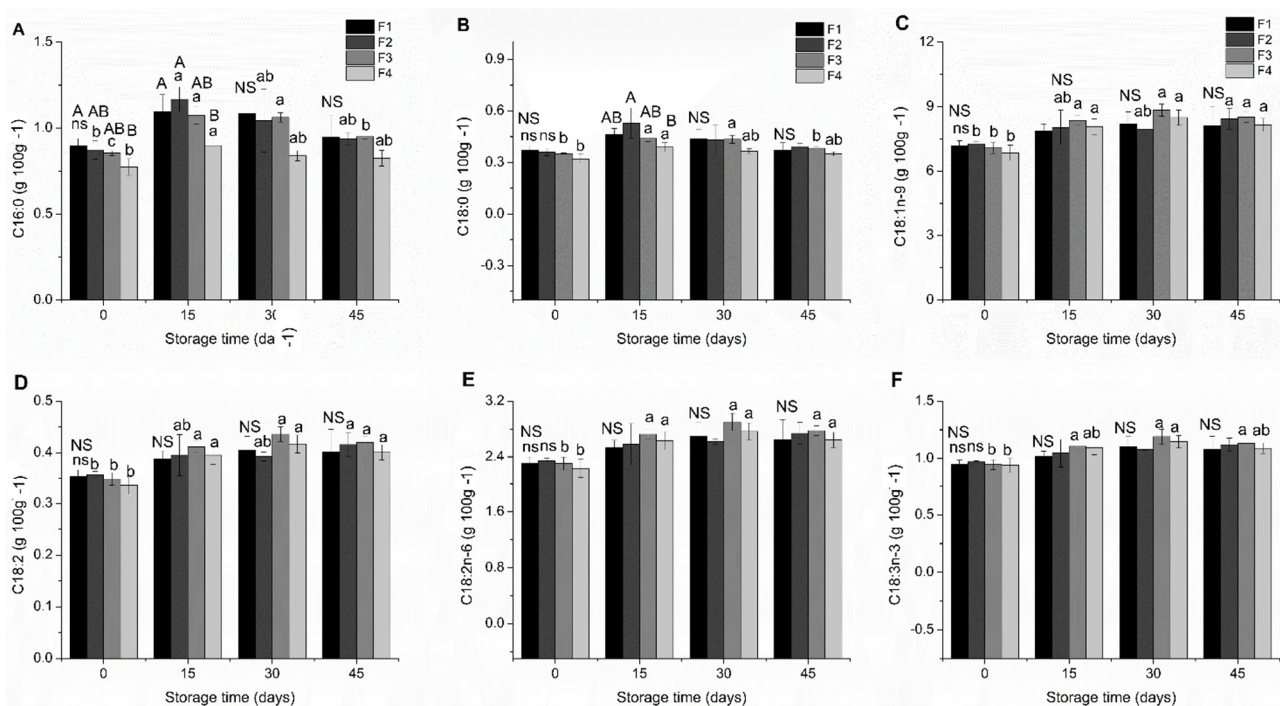 A
F1
F2
F3
F4
1.5
1.0
0.5
0.0
C16:0 (g 100g -1)
A AB AB B
ns b c b
A A AB B
a a a
NS ab a ab
NS ab b ab
0 15 30 45
Storage time (da -1)
B
F1
F2
F3
F4
0.9
0.6
0.3
0.0
-0.3
C18:0 (g 100g -1)
NS
ns ns b b
AB A AB B
a a
NS a ab
NS b ab b
0 15 30 45
Storage time (days)
C
F1
F2
F3
F4
12
9
6
3
0
C18:1n-9 (g 100g -1)
NS
ns b b b
NS
ab a a
NS ab a a
NS a a a
0 15 30 45
Storage time (days)
D
0.5
0.4
0.3
0.2
0.1
0.0
C18:2 (g 100g -1)
NS
ns b b b
NS ab a a
NS ab a a
NS a a a
0 15 30 45
Storage time (days)
E
3.2
2.4
1.6
0.8
0.0
C18:2n-6 (g 100g -1)
NS
ns ns b b
NS a a
NS a a
NS a a
0 15 30 45
Storage time (days)
F
1.5
1.0
0.5
0.0
-0.5
C18:3n-3 (g 100g -1)
NS
ns ns b b
NS a ab
NS a a
NS a a
0 15 30 45
Storage time (days)